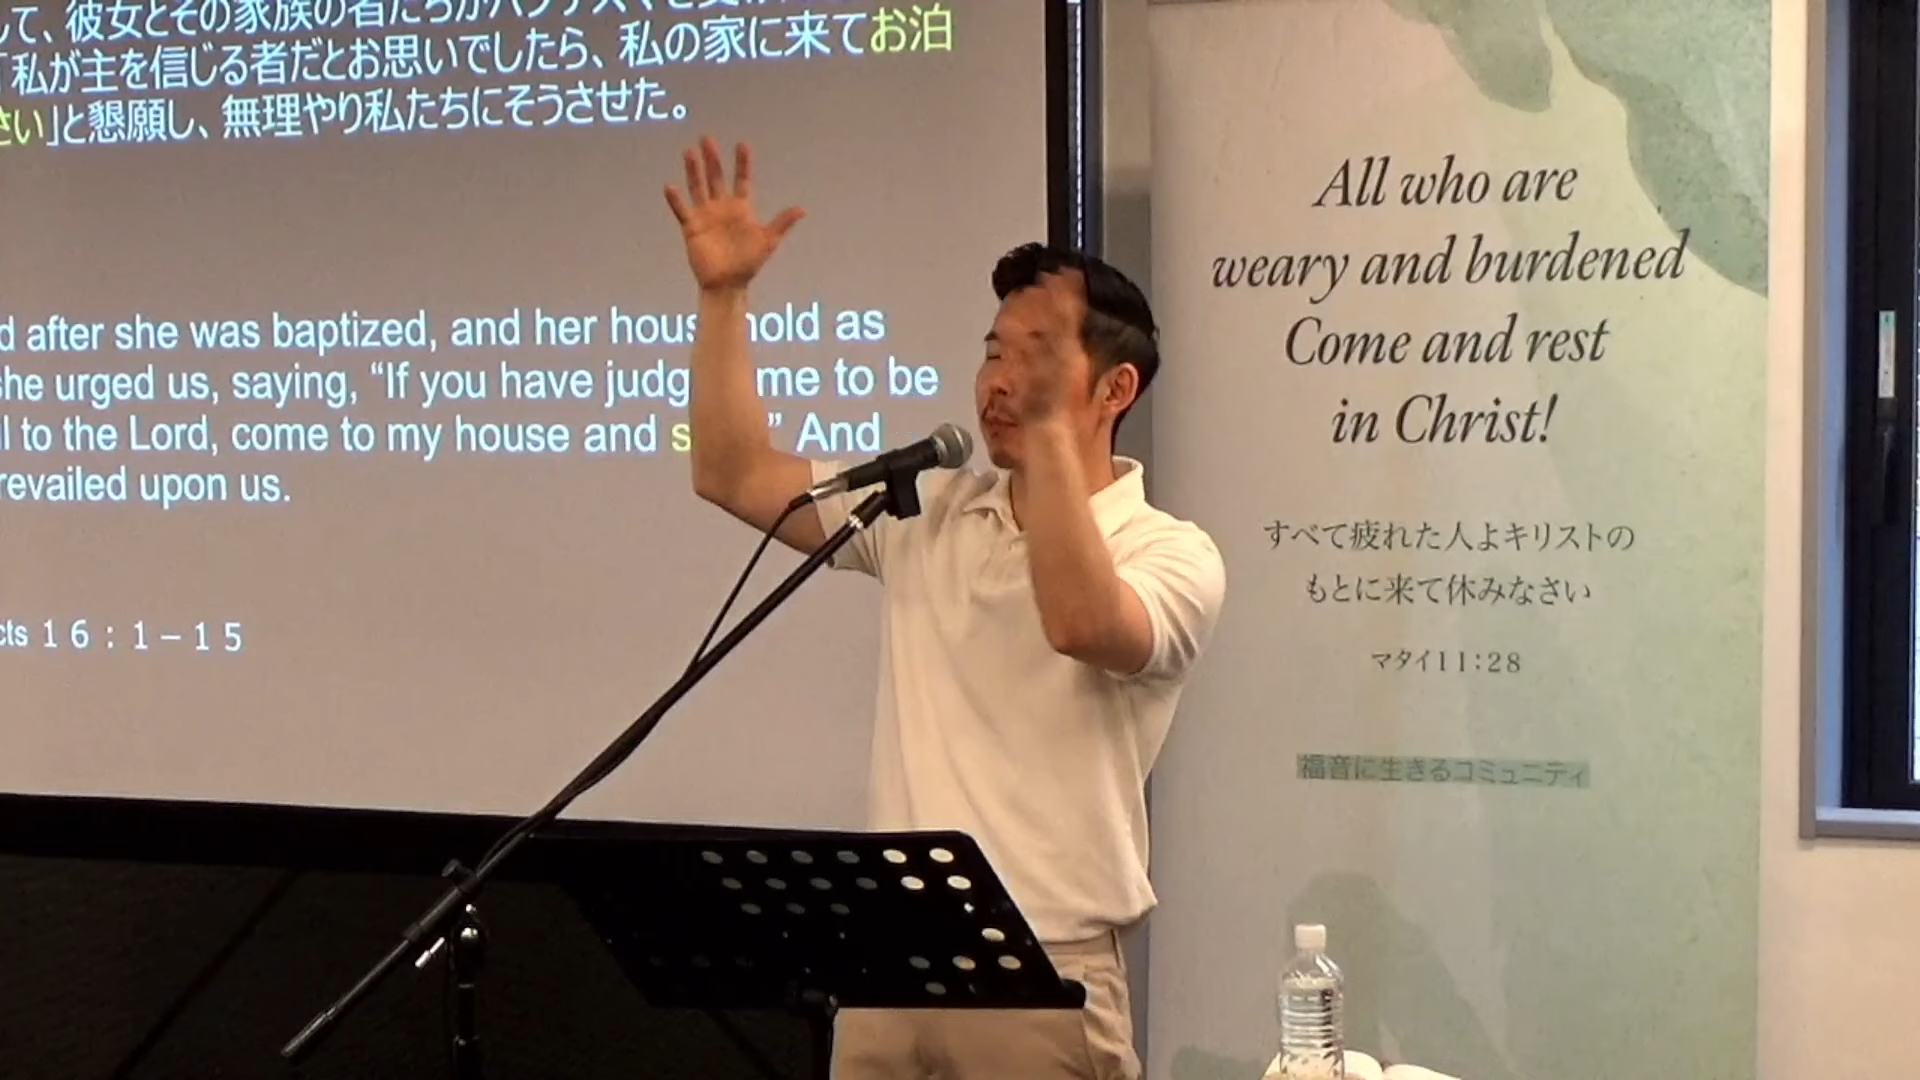 して、彼女とその家族の者たちがバプテスマを受
「私が主を信じる者だとお思いでしたら、私の家に来てお泊
さい」と懇願し、無理やり私たちにそうさせた。
d after she was baptized, and her household as
she urged us, saying, “If you have judg me to be
l to the Lord, come to my house and s ” And
revailed upon us.
cts 16:1–15
All who are
weary and burdened
Come and rest
in Christ!
すべて疲れた人よキリストの
もとに来て休みなさい
マタイ11:28
福音に生きるコミュニティ